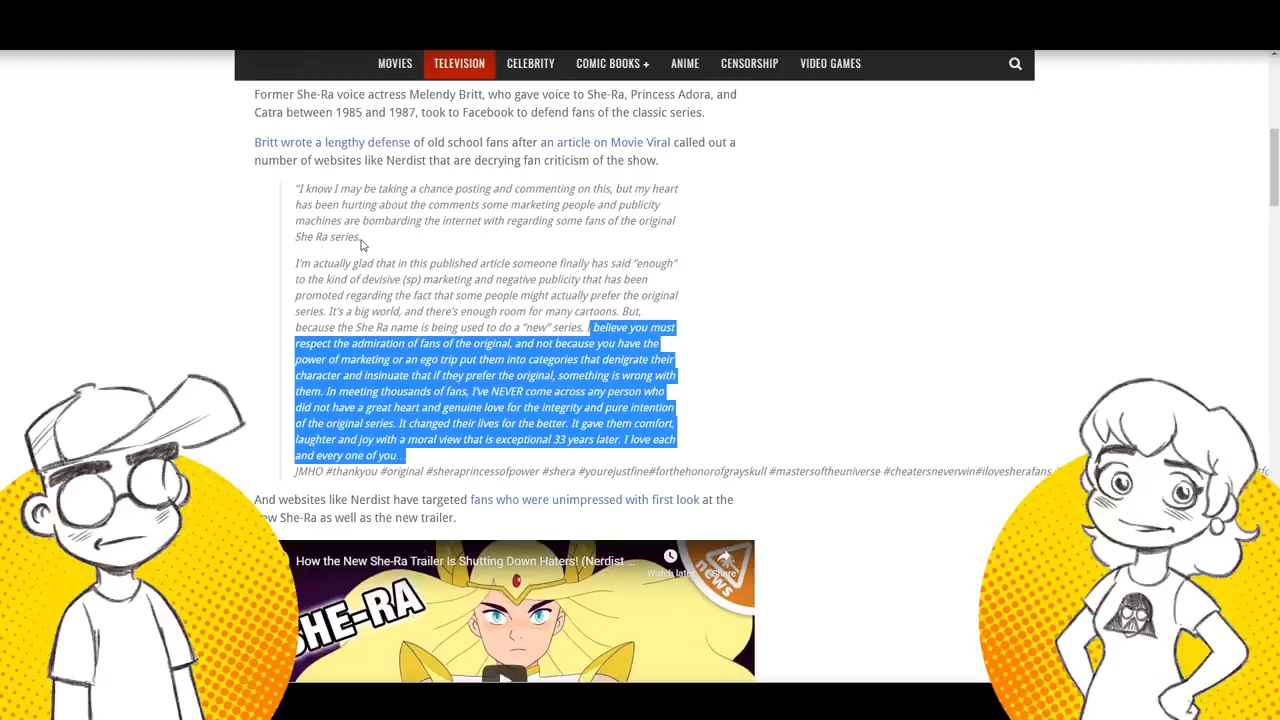 MOVIES TELEVISION CELEBRITY COMIC BOOKS + ANIME CENSORSHIP VIDEO GAMES
Former She-Ra voice actress Melendy Britt, who gave voice to She-Ra, Princess Adora, and
Catra between 1985 and 1987, took to Facebook to defend fans of the classic series.
Britt wrote a lengthy defense of old school fans after an article on Movie Viral called out a
number of websites like Nerdist that are decrying fan criticism of the show.
“I know I may be taking a chance posting and commenting on this, but my heart
has been hurting about the comments some marketing people and publicity
machines are bombarding the internet with regarding some fans of the original
She Ra series.
I'm actually glad that in this published article someone finally has said “enough”
to the kind of devisive (sp) marketing and negative publicity that has been
promoted regarding the fact that some people might actually prefer the original
series. It's a big world, and there's enough room for many cartoons. But,
because the She Ra name is being used to do a “new” series, I believe you must
respect the admiration of fans of the original, and not because you have the
power of marketing or an ego trip put them into categories that denigrate their
character and insinuate that if they prefer the original, something is wrong with
them. In meeting thousands of fans, I've NEVER come across any person who
did not have a great heart and genuine love for the integrity and pure intention
of the original series. It changed their lives for the better. It gave them comfort,
laughter and joy with a moral view that is exceptional 33 years later. I love each
and every one of you…
JMHO #thankyou #original #sheraprincessofpower #shera #yourejustfine#forthehonorofgrayskull #mastersoftheuniverse #cheatersneverwin#ilovesherafans
And websites like Nerdist have targeted fans who were unimpressed with first look at the
new She-Ra as well as the new trailer.
How the New She-Ra Trailer Is Shutting Down Haters! (Nerdist ...
Watch later
Share
SHE-RA
news